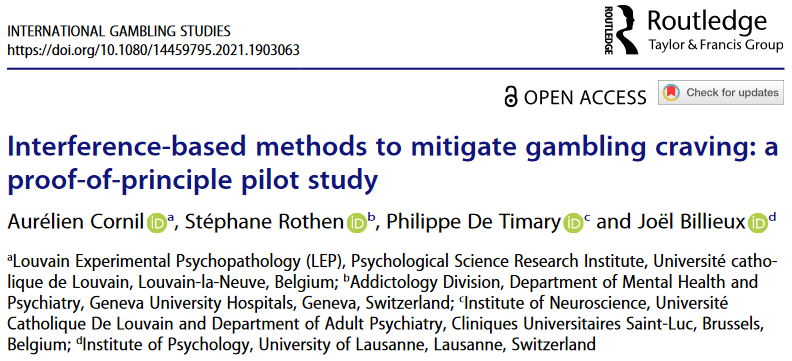 INTERNATIONAL GAMBLING STUDIES
https://doi.org/10.1080/14459795.2021.1903063
ROUTLEDGE
Routledge
Taylor & Francis Group
OPEN ACCESS
Check for updates
Interference-based methods to mitigate gambling craving: a
proof-of-principle pilot study
Aurélien Cornil iD a, Stéphane Rothen iD b, Philippe De Timary iD c and Joël Billieux iD d
aLouvain Experimental Psychopathology (LEP), Psychological Science Research Institute, Université catho-
lique de Louvain, Louvain-la-Neuve, Belgium; bAddictology Division, Department of Mental Health and
Psychiatry, Geneva University Hospitals, Geneva, Switzerland; cInstitute of Neuroscience, Université
Catholique De Louvain and Department of Adult Psychiatry, Cliniques Universitaires Saint-Luc, Brussels,
Belgium; dInstitute of Psychology, University of Lausanne, Lausanne, Switzerland